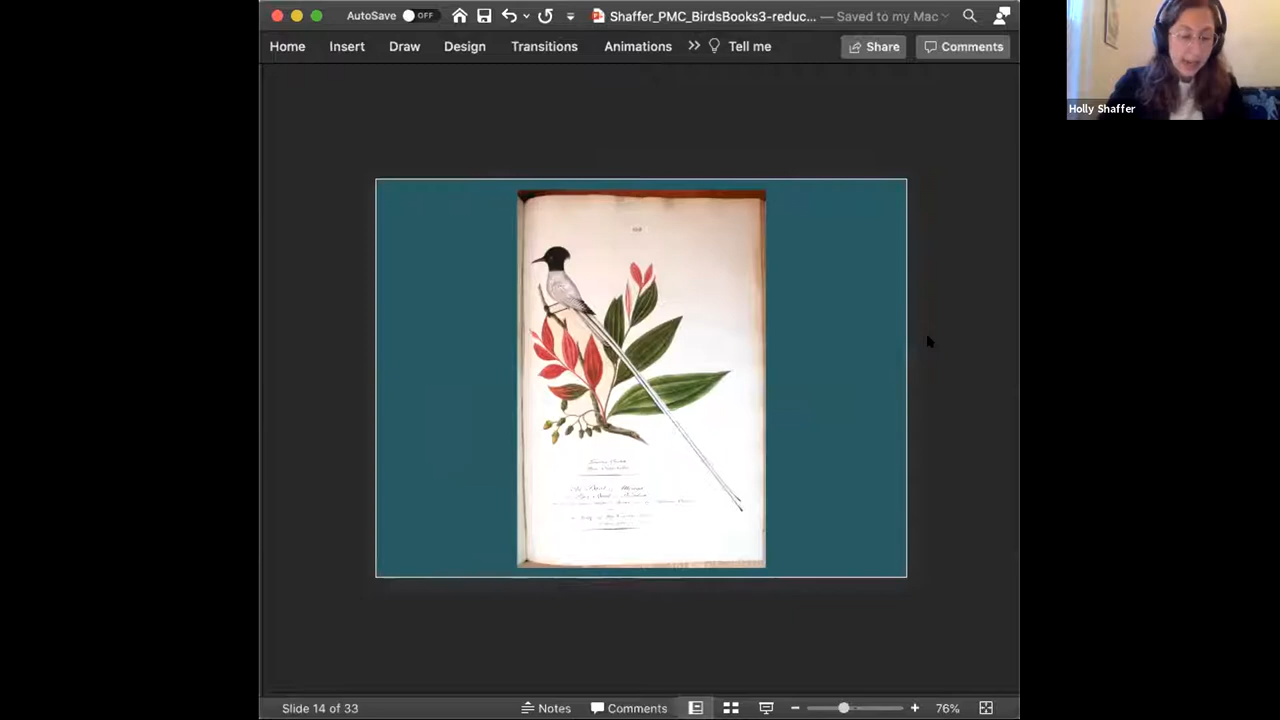 AutoSave OFF Shaffer_PMC_BirdsBooks3-reduc... — Saved to my Mac
Home Insert Draw Design Transitions Animations Tell me Share Comments
Holly Shaffer
Slide 14 of 33 Notes Comments 76%